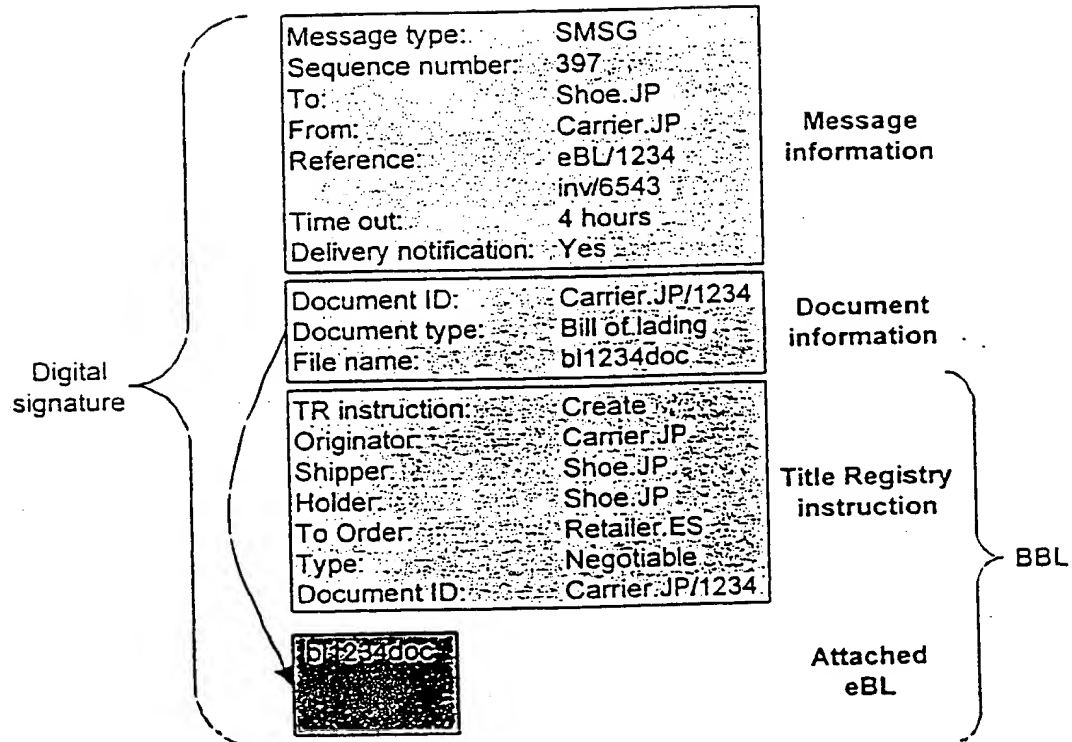 Message type: SMSG
Sequence number: 397
To: Shoe.JP
From: Carrier.JP
Reference: eBL/1234
inv/6543
Time out: 4 hours
Delivery notification: Yes
Message
information
Document ID: Carrier.JP/1234
Document type: Bill of lading
File name: bl1234doc
Document
information
Digital
signature
TR instruction: Create
Originator: Carrier.JP
Shipper: Shoe.JP
Holder: Shoe.JP
To Order: Retailer.ES
Type: Negotiable
Document ID: Carrier.JP/1234
Title Registry
instruction
BBL
bl1234doc
Attached
eBL